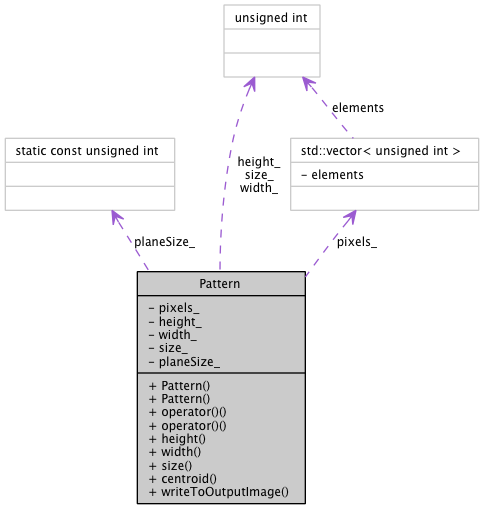 unsigned int
elements
static const unsigned int
std::vector< unsigned int >
- elements
height_
size_
width_
planeSize_
pixels_
Pattern
- pixels_
- height_
- width_
- size_
- planeSize_
+ Pattern()
+ Pattern()
+ operator()()
+ operator()()
+ height()
+ width()
+ size()
+ centroid()
+ writeToOutputImage()